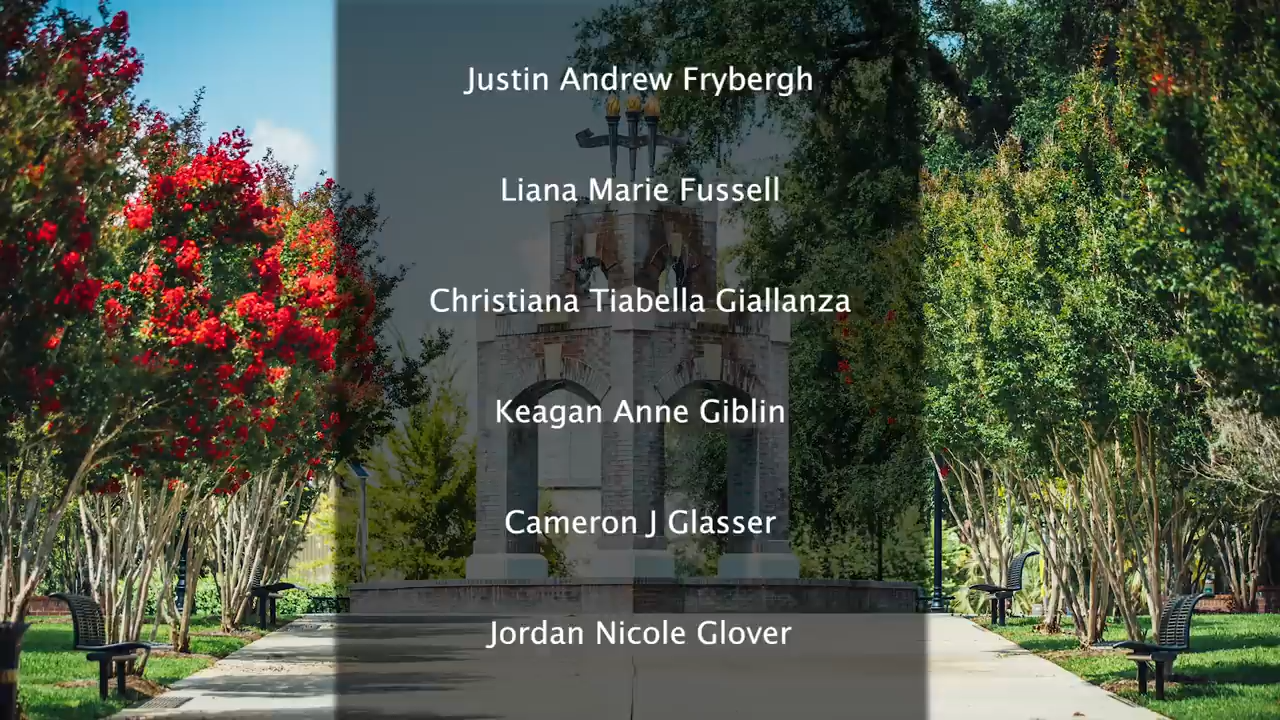 Justin Andrew Frybergh
Liana Marie Fussell
Christiana Tiabella Giallanza
Keagan Anne Giblin
Cameron J Glasser
Jordan Nicole Glover